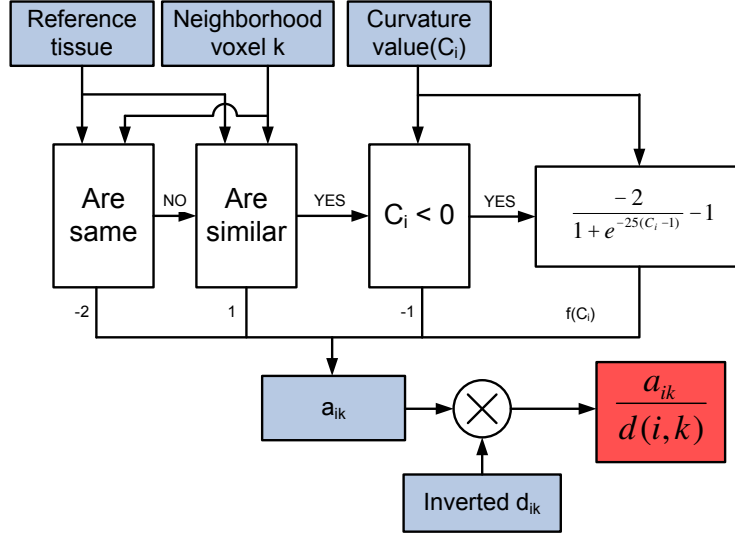 Reference
tissue
Neighborhood
voxel k
Curvature
value(Cᵢ)
Are
same
NO
Are
similar
YES
Cᵢ < 0
YES
−2 / (1 + e^(−25(Cᵢ −1))) − 1
-2
1
-1
f(Cᵢ)
aᵢₖ
aᵢₖ / d(i,k)
Inverted dᵢₖ